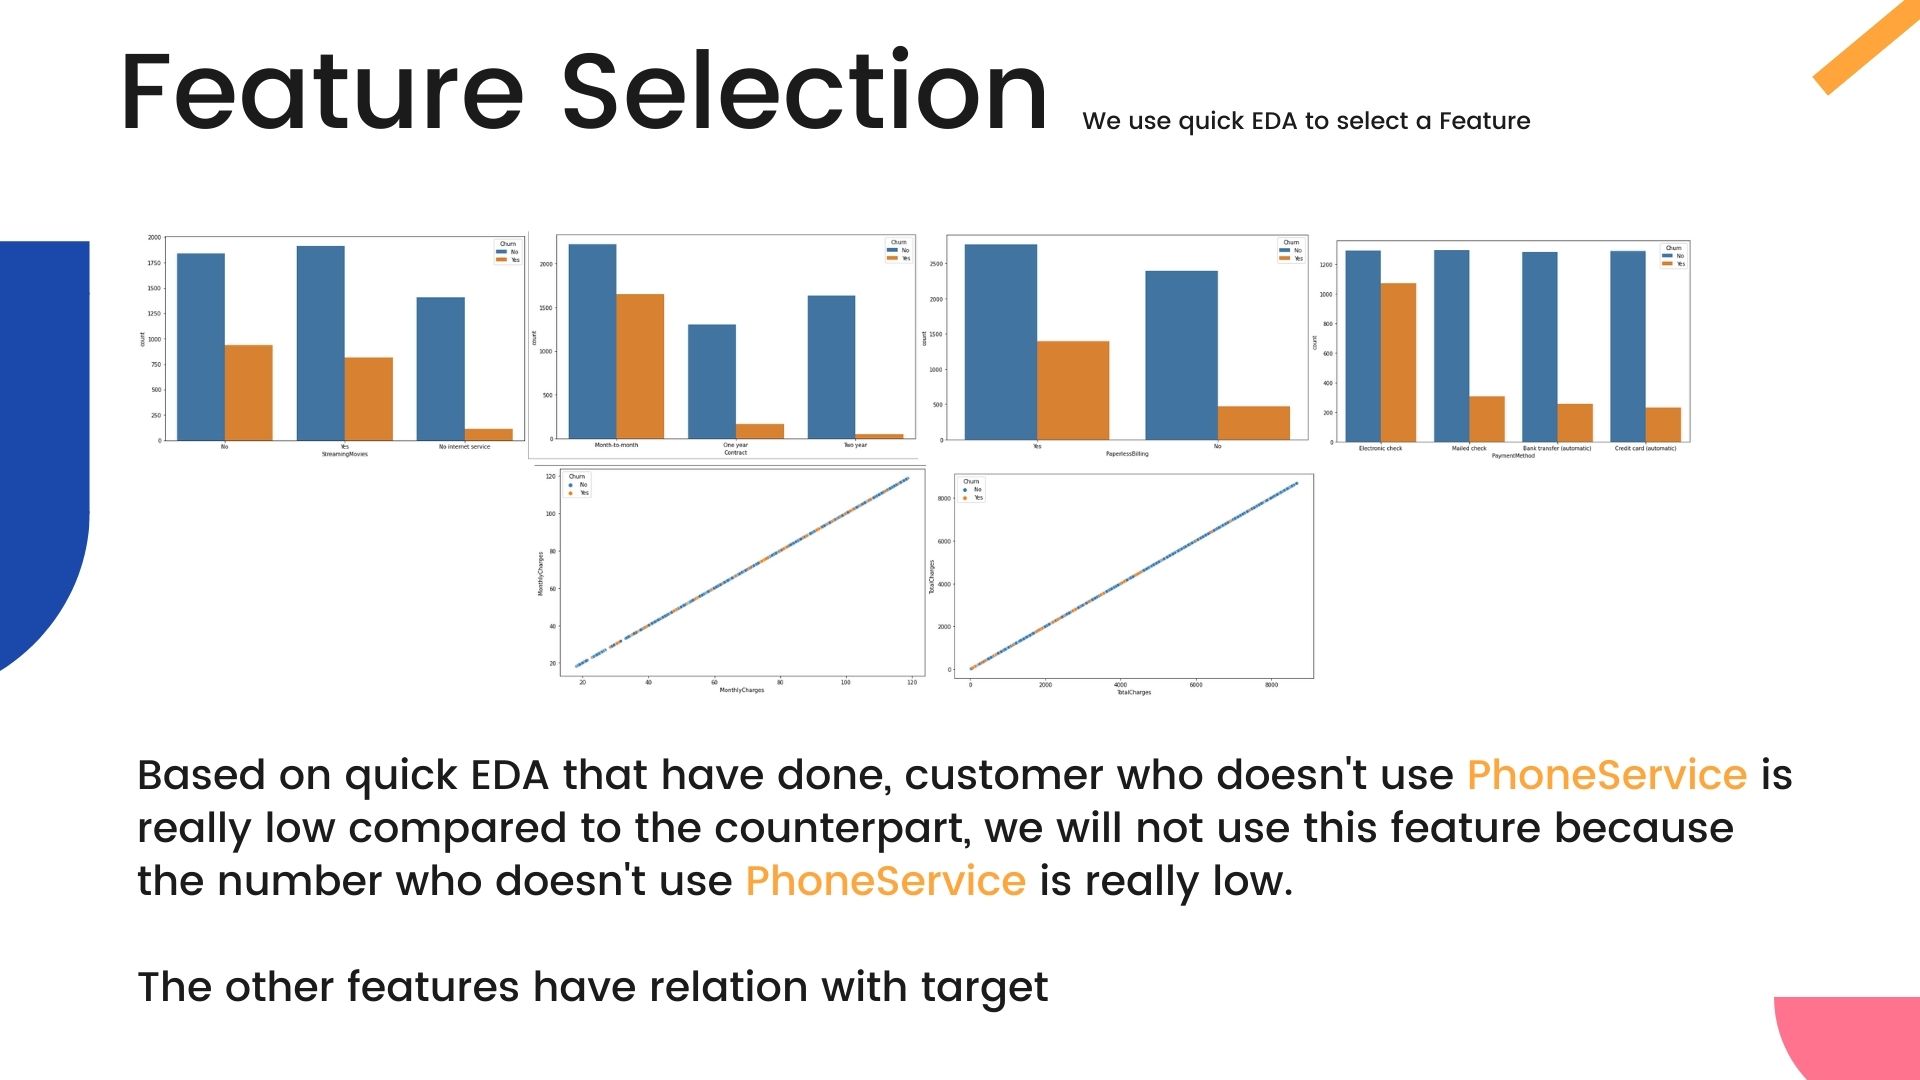 Feature Selection We use quick EDA to select a Feature
2000
1750
1500
1250
1000
750
500
250
0
count
Churn
No
Yes
No Yes No internet service
StreamingMovies
2000
1500
1000
500
0
count
Churn
No
Yes
Month-to-month One year Two year
Contract
2500
2000
1500
1000
500
0
count
Churn
No
Yes
Yes No
PaperlessBilling
1200
1000
800
600
400
200
0
count
Churn
No
Yes
Electronic check Mailed check Bank transfer (automatic) Credit card (automatic)
PaymentMethod
120
100
80
60
40
20
MonthlyCharges
Churn
No
Yes
20 40 60 80 100 120
MonthlyCharges
8000
6000
4000
2000
0
TotalCharges
Churn
No
Yes
0 2000 4000 6000 8000
TotalCharges
Based on quick EDA that have done, customer who doesn't use PhoneService is
really low compared to the counterpart, we will not use this feature because
the number who doesn't use PhoneService is really low.
The other features have relation with target